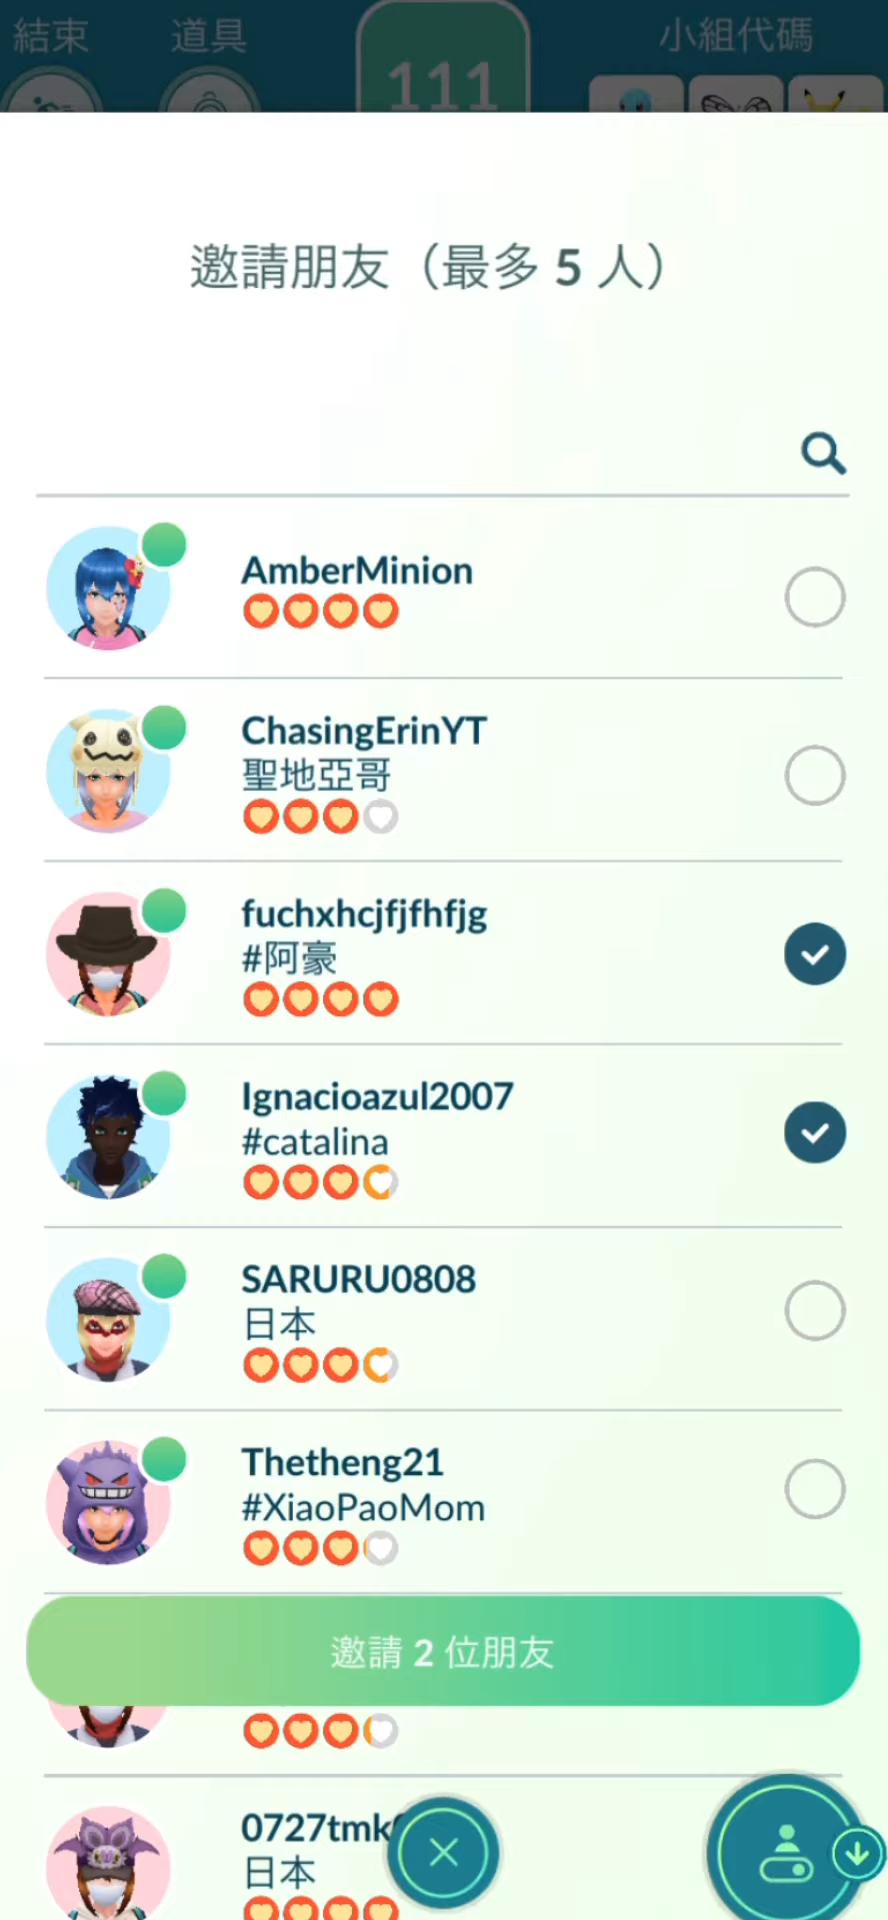 結束
道具
111
小組代碼
邀請朋友（最多 5 人）
AmberMinion
ChasingErinYT
聖地亞哥
fuchxhcjfjfhfjg
#阿豪
Ignacioazul2007
#catalina
SARURU0808
日本
Thetheng21
#XiaoPaoMom
邀請 2 位朋友
0727tmk
日本